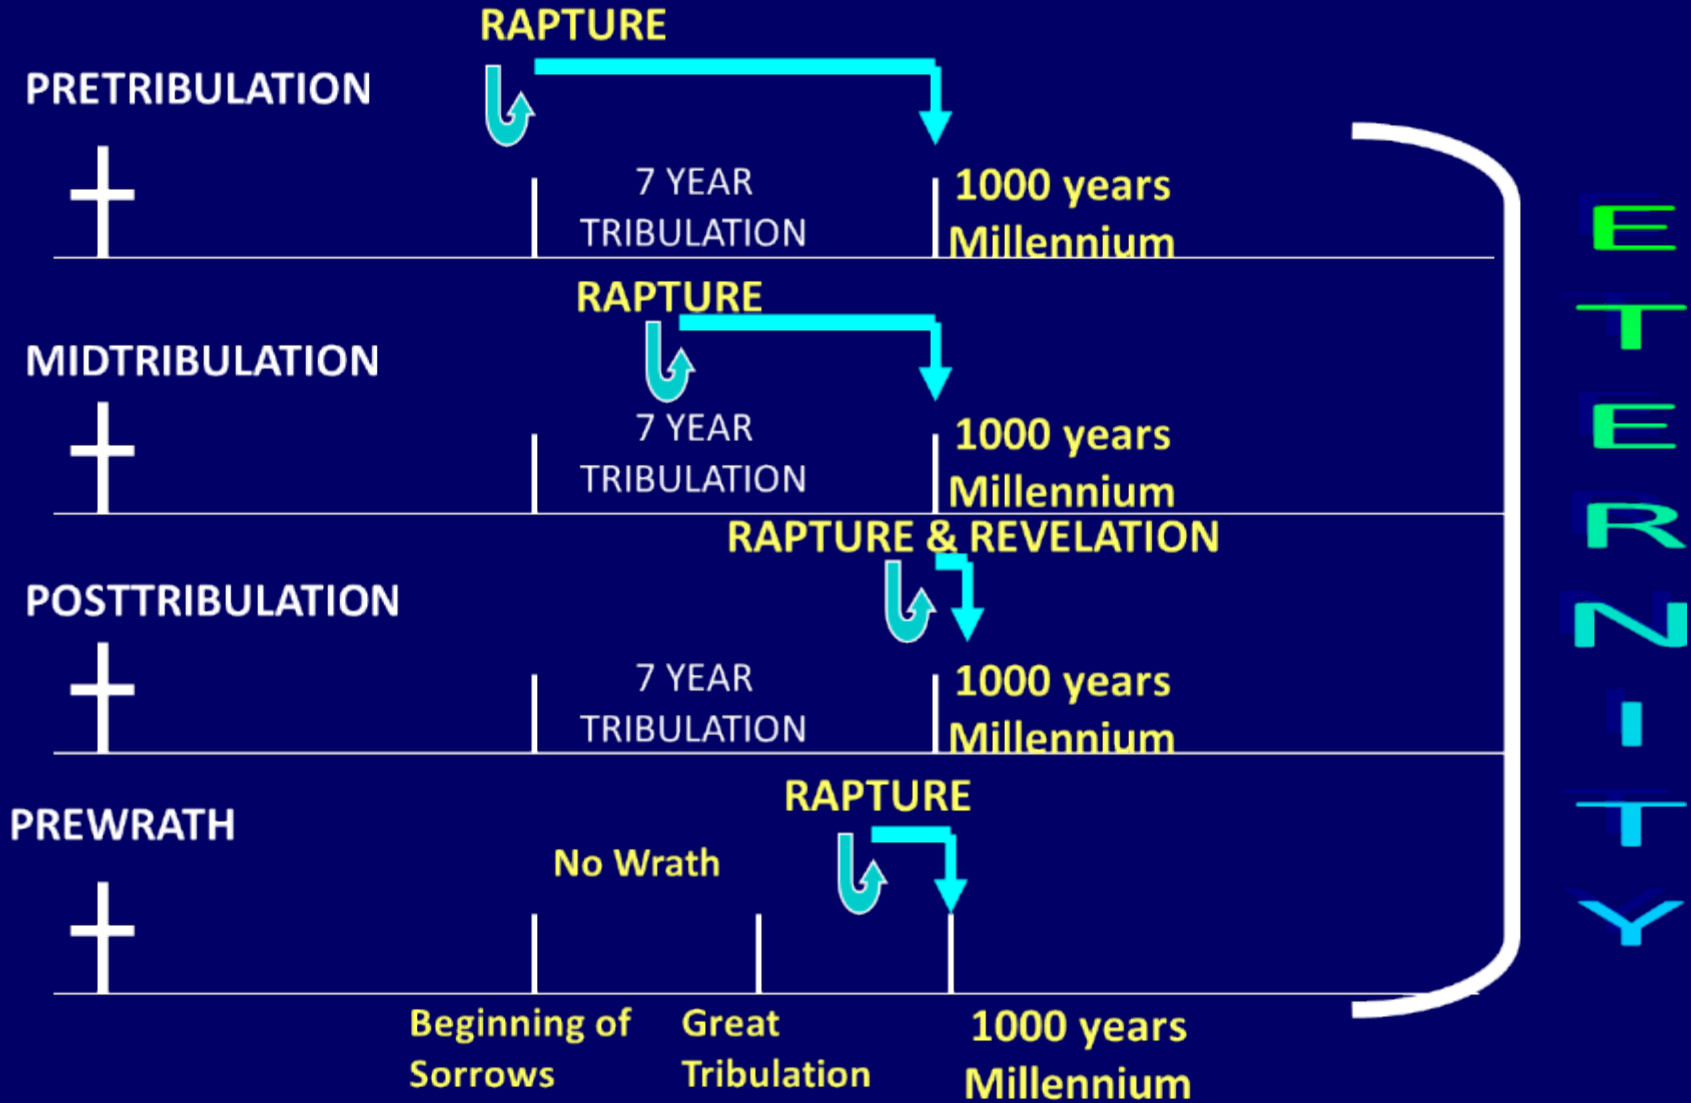 RAPTURE
PRETRIBULATION
7 YEAR
TRIBULATION
1000 years
Millennium
RAPTURE
MIDTRIBULATION
7 YEAR
TRIBULATION
1000 years
Millennium
RAPTURE & REVELATION
POSTTRIBULATION
7 YEAR
TRIBULATION
1000 years
Millennium
RAPTURE
PREWRATH
No Wrath
Beginning of
Sorrows
Great
Tribulation
1000 years
Millennium
ETERNITY